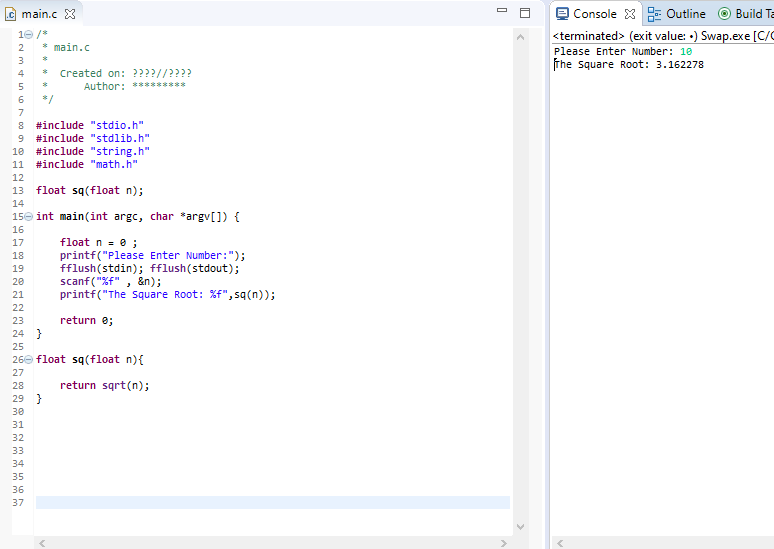 main.c
1 /*
2 * main.c
3 *
4 * Created on: ????//????
5 * Author: *********
6 */
7
8 #include "stdio.h"
9 #include "stdlib.h"
10 #include "string.h"
11 #include "math.h"
12
13 float sq(float n);
14
15 int main(int argc, char *argv[]) {
16
17 float n = 0 ;
18 printf("Please Enter Number:");
19 fflush(stdin); fflush(stdout);
20 scanf("%f" , &n);
21 printf("The Square Root: %f",sq(n));
22
23 return 0;
24 }
25
26 float sq(float n){
27
28 return sqrt(n);
29 }
30
31
32
33
34
35
36
37
Console Outline Build Ta
<terminated> (exit value: •) Swap.exe [C/C
Please Enter Number: 10
The Square Root: 3.162278